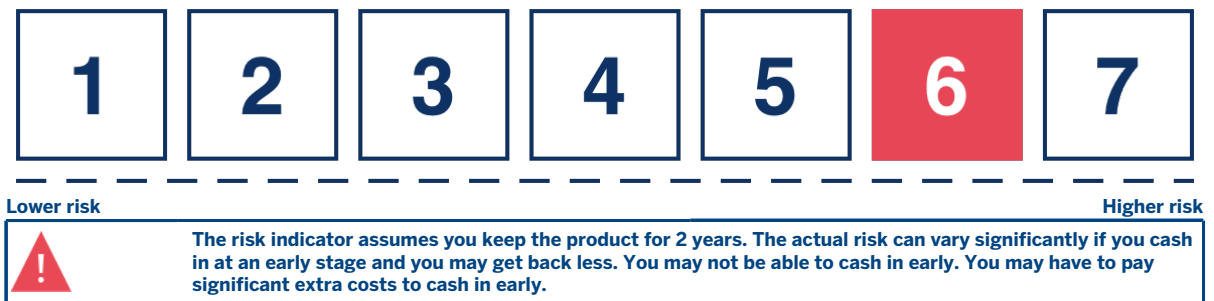 1 2 3 4 5 6 7
Lower risk Higher risk
!
The risk indicator assumes you keep the product for 2 years. The actual risk can vary significantly if you cash
in at an early stage and you may get back less. You may not be able to cash in early. You may have to pay
significant extra costs to cash in early.